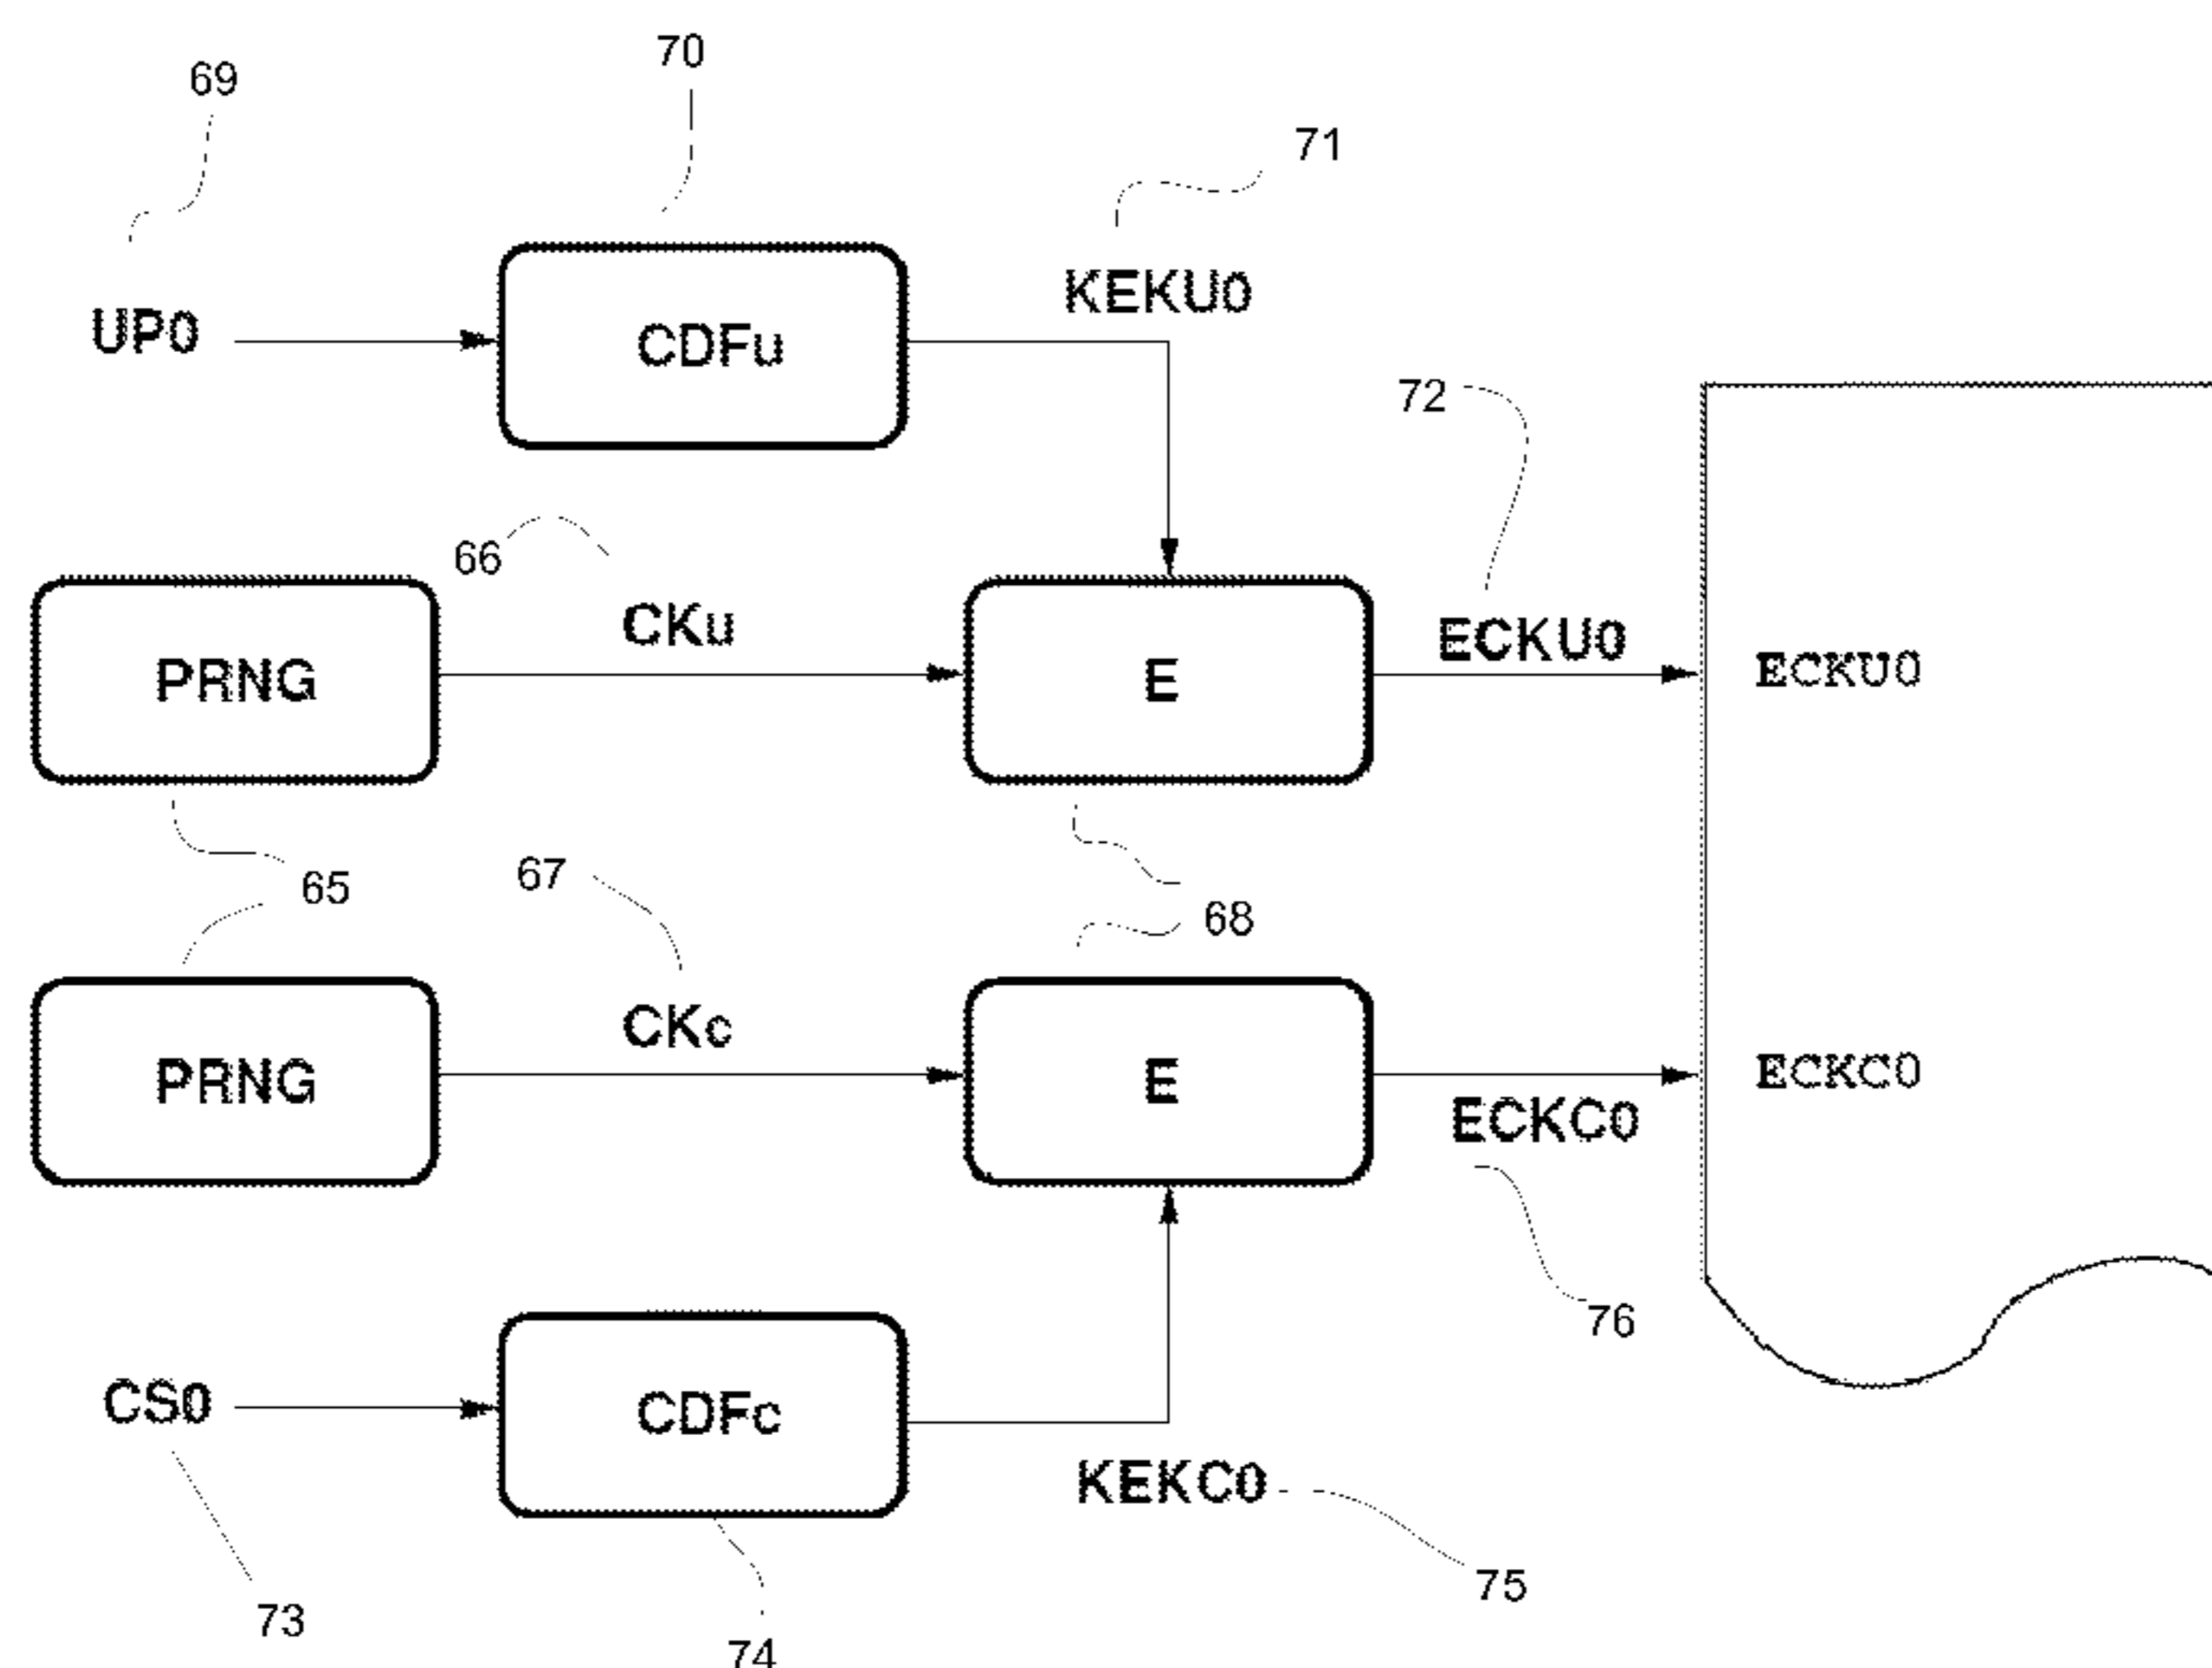 70
69
71
KEKU0
UP0
CDFu
72
66
CKu
ECKU0
PRNG
E
ECKU0
67
65
68
CKc
PRNG
E
ECKC0
ECKC0
76
CS0
CDFc
KEKC0
75
73
74